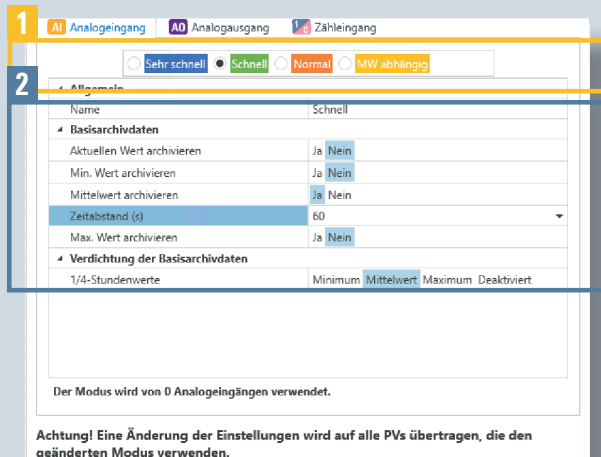 1
AI Analogeingang AO Analogausgang Zähleingang
Sehr schnell Schnell Normal MW abhängig
2
Allgemein
Name Schnell
Basisarchivdaten
Aktuellen Wert archivieren Ja Nein
Min. Wert archivieren Ja Nein
Mittelwert archivieren Ja Nein
Zeitabstand (s) 60
Max. Wert archivieren Ja Nein
Verdichtung der Basisarchivdaten
1/4-Stundenwerte Minimum Mittelwert Maximum Deaktiviert
Der Modus wird von 0 Analogeingängen verwendet.
Achtung! Eine Änderung der Einstellungen wird auf alle PVs übertragen, die den
geänderten Modus verwenden.